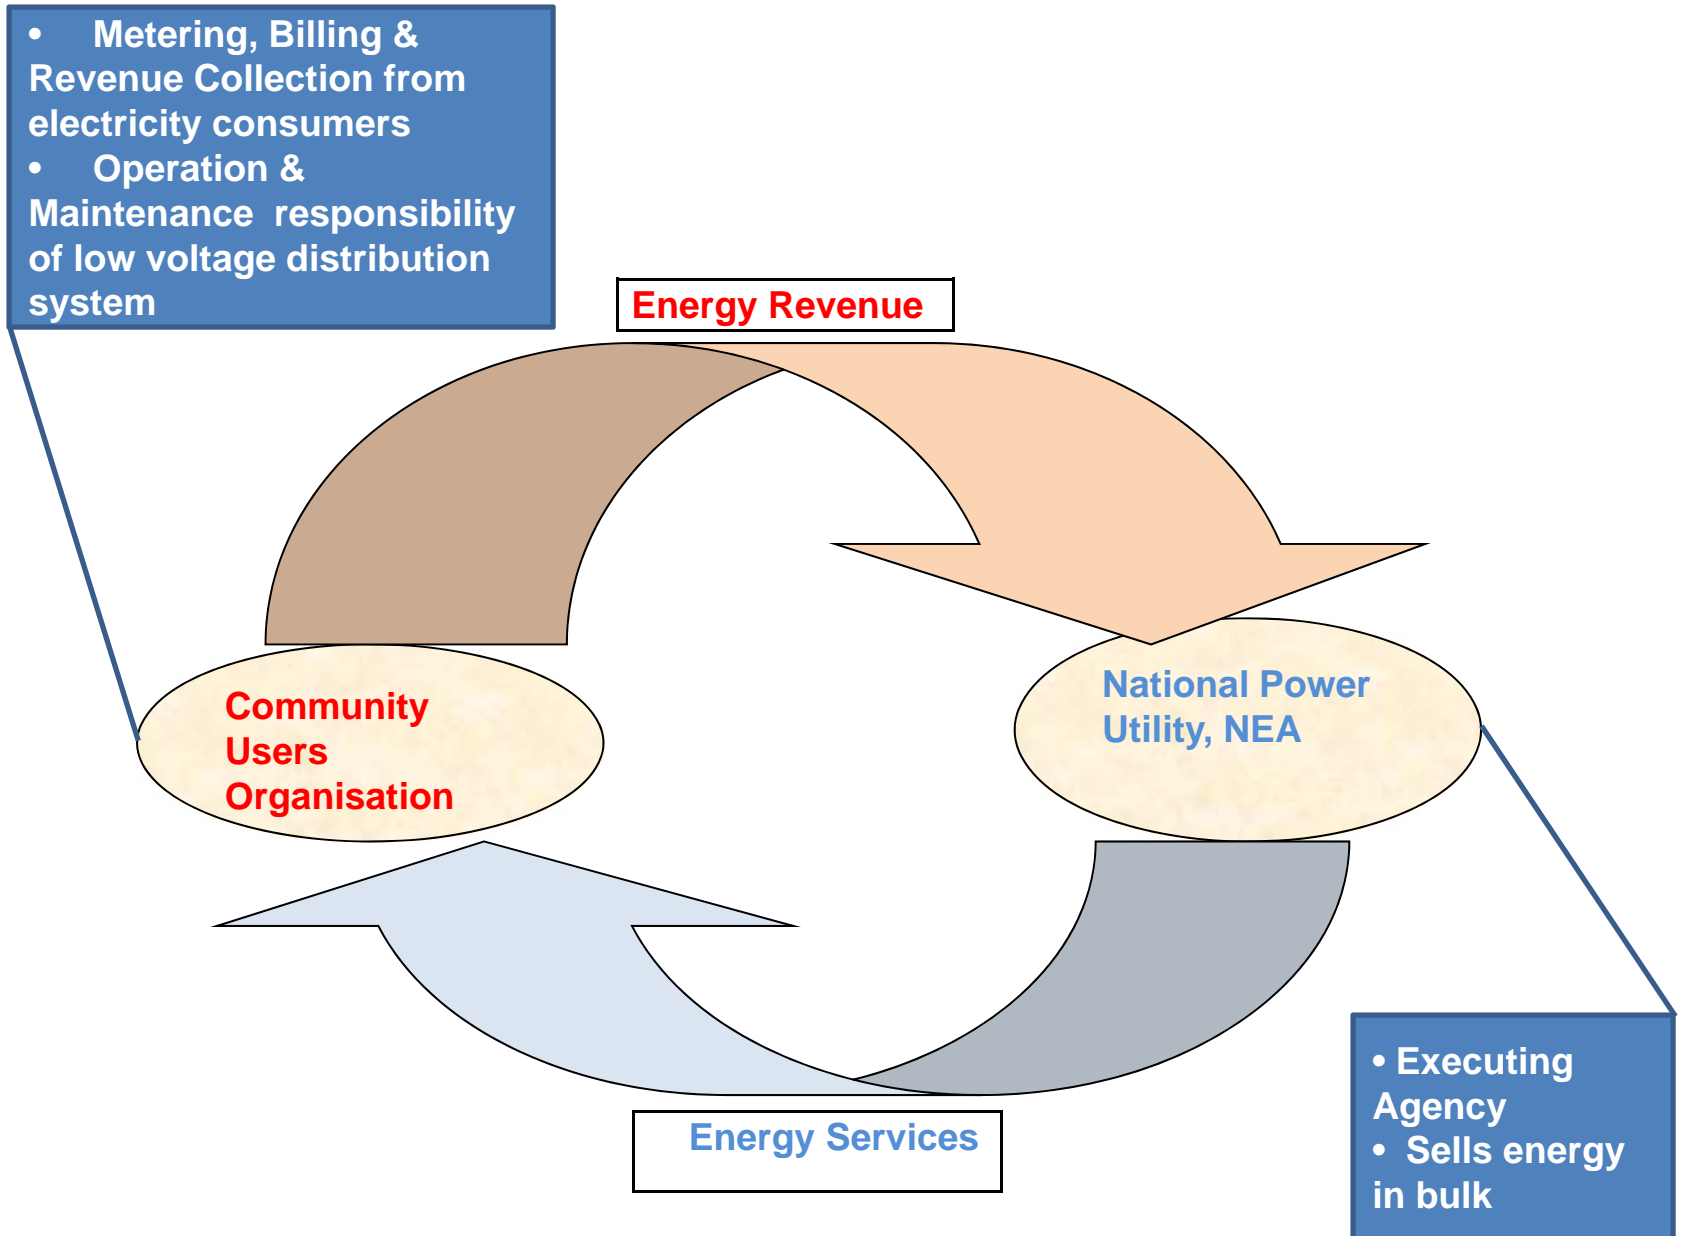 • Metering, Billing &
Revenue Collection from
electricity consumers
• Operation &
Maintenance responsibility
of low voltage distribution
system
Energy Revenue
Community
Users
Organisation
National Power
Utility, NEA
Energy Services
• Executing
Agency
• Sells energy
in bulk